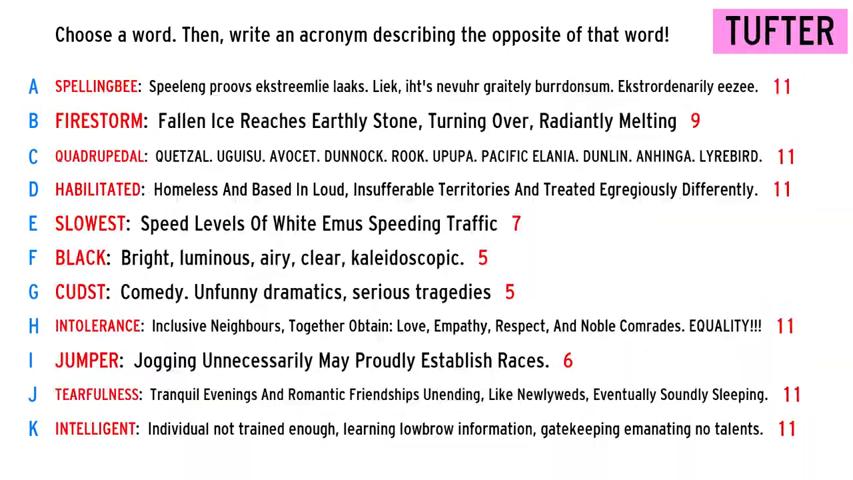 Choose a word. Then, write an acronym describing the opposite of that word!
TUFTER
A SPELLINGBEE: Speeleng proovs ekstreemlie laaks. Liek, iht's nevuhr graitely burrdonsum. Ekstrordenarily eezee. 11
B FIRESTORM: Fallen Ice Reaches Earthly Stone, Turning Over, Radiantly Melting 9
C QUADRUPEDAL: QUETZAL. UGUISU. AVOCET. DUNNOCK. ROOK. UPUPA. PACIFIC ELANIA. DUNLIN. ANHINGA. LYREBIRD. 11
D HABILITATED: Homeless And Based In Loud, Insufferable Territories And Treated Egregiously Differently. 11
E SLOWEST: Speed Levels Of White Emus Speeding Traffic 7
F BLACK: Bright, luminous, airy, clear, kaleidoscopic. 5
G CUDST: Comedy. Unfunny dramatics, serious tragedies 5
H INTOLERANCE: Inclusive Neighbours, Together Obtain: Love, Empathy, Respect, And Noble Comrades. EQUALITY!!! 11
I JUMPER: Jogging Unnecessarily May Proudly Establish Races. 6
J TEARFULNESS: Tranquil Evenings And Romantic Friendships Unending, Like Newlyweds, Eventually Soundly Sleeping. 11
K INTELLIGENT: Individual not trained enough, learning lowbrow information, gatekeeping emanating no talents. 11